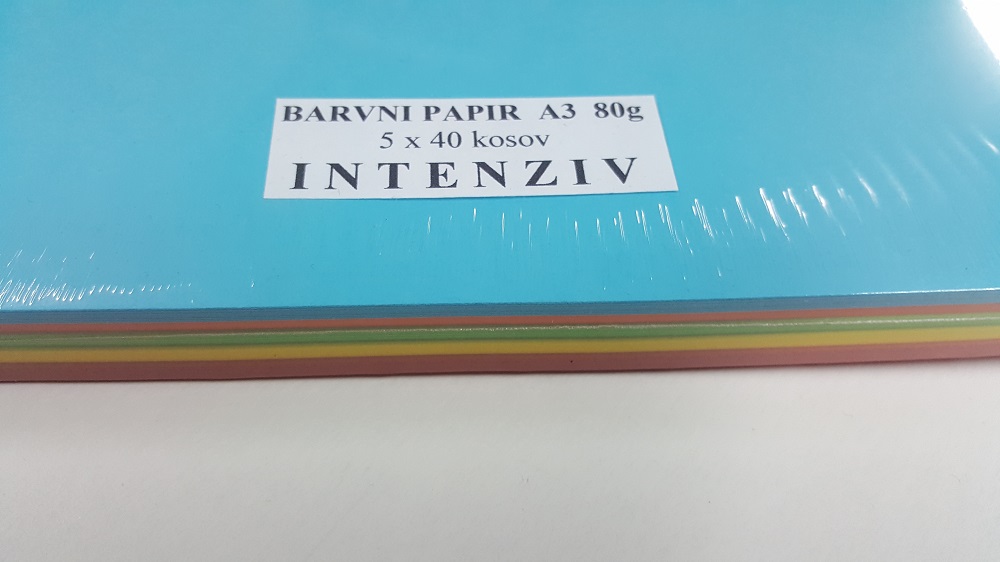 BARVNI PAPIR A3 80g
5 x 40 kosov
INTENZIV